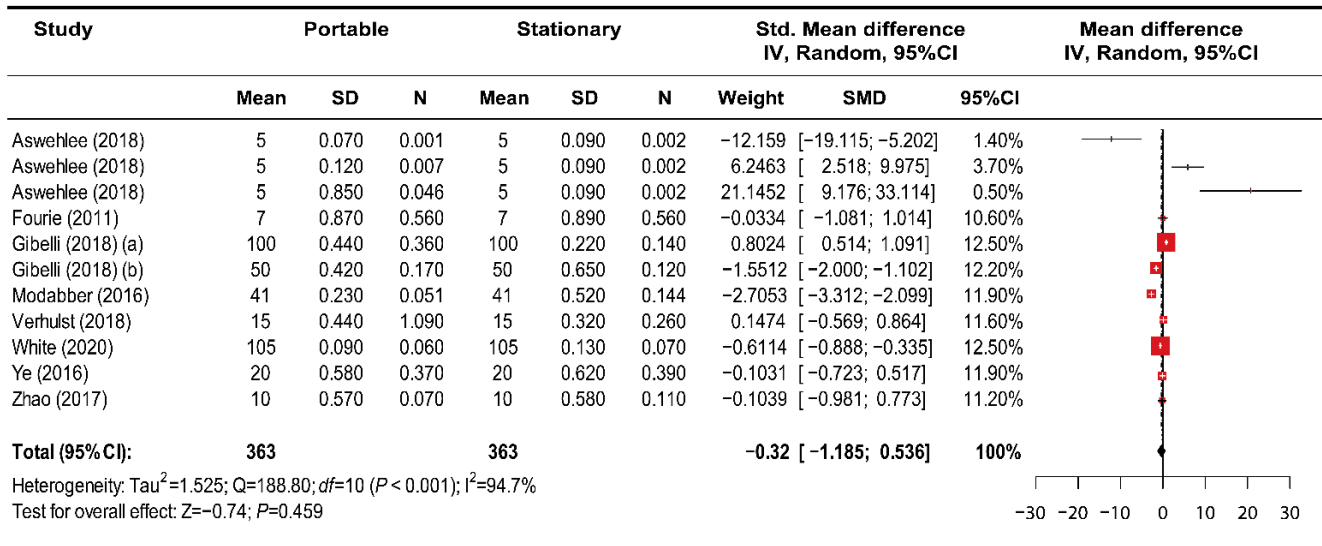 Study Portable Stationary Std. Mean difference Mean difference
IV, Random, 95%CI IV, Random, 95%CI
Mean SD N Mean SD N Weight SMD 95%CI
Aswehlee (2018) 5 0.070 0.001 5 0.090 0.002 −12.159 [−19.115; −5.202] 1.40%
Aswehlee (2018) 5 0.120 0.007 5 0.090 0.002 6.2463 [ 2.518; 9.975] 3.70%
Aswehlee (2018) 5 0.850 0.046 5 0.090 0.002 21.1452 [ 9.176; 33.114] 0.50%
Fourie (2011) 7 0.870 0.560 7 0.890 0.560 −0.0334 [ −1.081; 1.014] 10.60%
Gibelli (2018) (a) 100 0.440 0.360 100 0.220 0.140 0.8024 [ 0.514; 1.091] 12.50%
Gibelli (2018) (b) 50 0.420 0.170 50 0.650 0.120 −1.5512 [ −2.000; −1.102] 12.20%
Modabber (2016) 41 0.230 0.051 41 0.520 0.144 −2.7053 [ −3.312; −2.099] 11.90%
Verhulst (2018) 15 0.440 1.090 15 0.320 0.260 0.1474 [ −0.569; 0.864] 11.60%
White (2020) 105 0.090 0.060 105 0.130 0.070 −0.6114 [ −0.888; −0.335] 12.50%
Ye (2016) 20 0.580 0.370 20 0.620 0.390 −0.1031 [ −0.723; 0.517] 11.90%
Zhao (2017) 10 0.570 0.070 10 0.580 0.110 −0.1039 [ −0.981; 0.773] 11.20%
Total (95%CI): 363 363 −0.32 [ −1.185; 0.536] 100%
Heterogeneity: Tau²=1.525; Q=188.80; df=10 (P < 0.001); I²=94.7%
Test for overall effect: Z=−0.74; P=0.459
−30 −20 −10 0 10 20 30